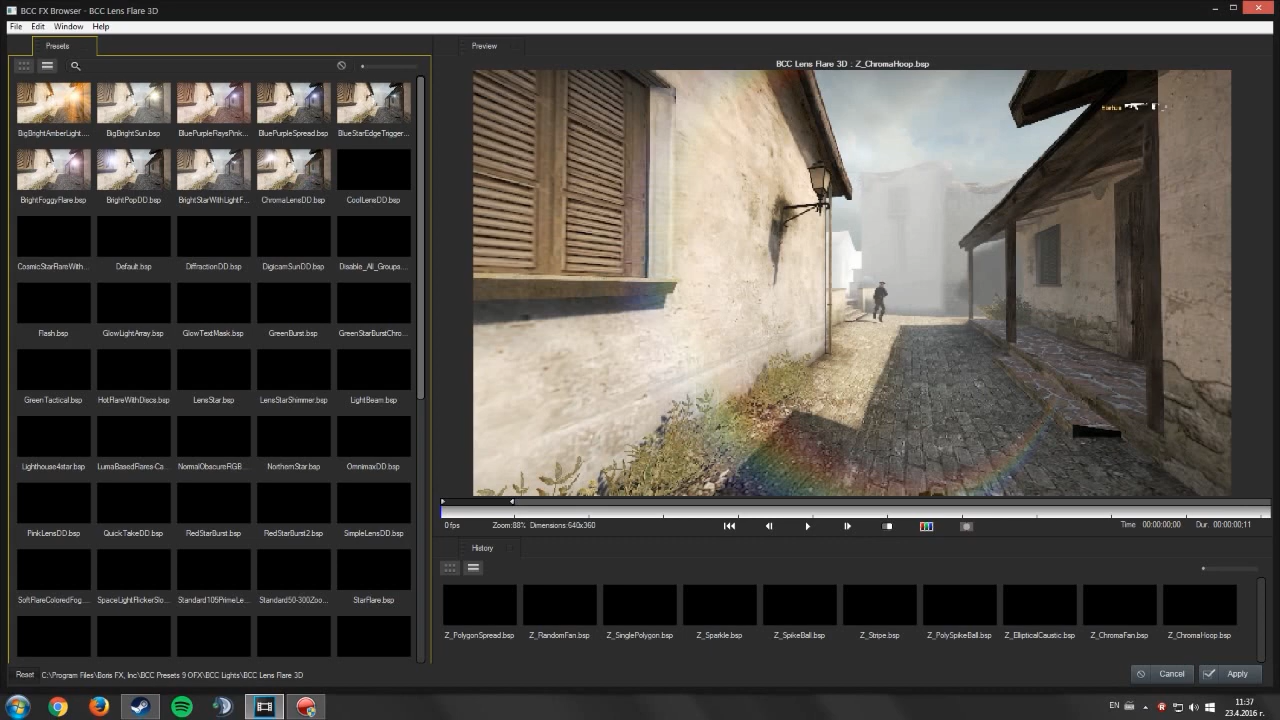 BCC FX Browser - BCC Lens Flare 3D
File Edit Window Help
Presets
Preview
BCC Lens Flare 3D : Z_ChromaHoop.bsp
BigBrightAmberLight.... BigBrightSun.bsp BluePurpleRaysPink... BluePurpleSpread.bsp BlueStarEdgeTrigger...
BrightFoggyFlare.bsp BrightPopDD.bsp BrightStarWithLightF... ChromaLensDD.bsp CoolLensDD.bsp
CosmicStarRareWith... Default.bsp DiffractionDD.bsp DigicamSunDD.bsp Disable_All_Groups...
Flash.bsp GlowLightArray.bsp GlowTextMask.bsp GreenBurst.bsp GreenStarBurstChro...
GreenTactical.bsp HotFlareWithDiscs.bsp LensStar.bsp LensStarShimmer.bsp LightBeam.bsp
Lighthouse4star.bsp LumaBasedFlares-Ca... NormalObscureRGB... NorthernStar.bsp OmnimaxDD.bsp
PinkLensDD.bsp QuickTakeDD.bsp RedStarBurst.bsp RedStarBurst2.bsp SimpleLensDD.bsp
SoftFlareColoredFog... SpaceLightFlickerSlo... Standard105PrimeLe... Standard50-300Zoo... StarFlare.bsp
0 fps Zoom:88% Dimensions:640x360 Time 00:00:00;00 Dur. 00:00:00;11
History
Z_PolygonSpread.bsp Z_RandomFan.bsp Z_SinglePolygon.bsp Z_Sparkle.bsp Z_SpikeBall.bsp Z_Stripe.bsp Z_PolySpikeBall.bsp Z_EllipticalCaustic.bsp Z_ChromaFan.bsp Z_ChromaHoop.bsp
Reset C:\Program Files\Boris FX, Inc\BCC Presets 9 OFX\BCC Lights\BCC Lens Flare 3D
Cancel Apply
EN
11:37
23.4.2016 г.